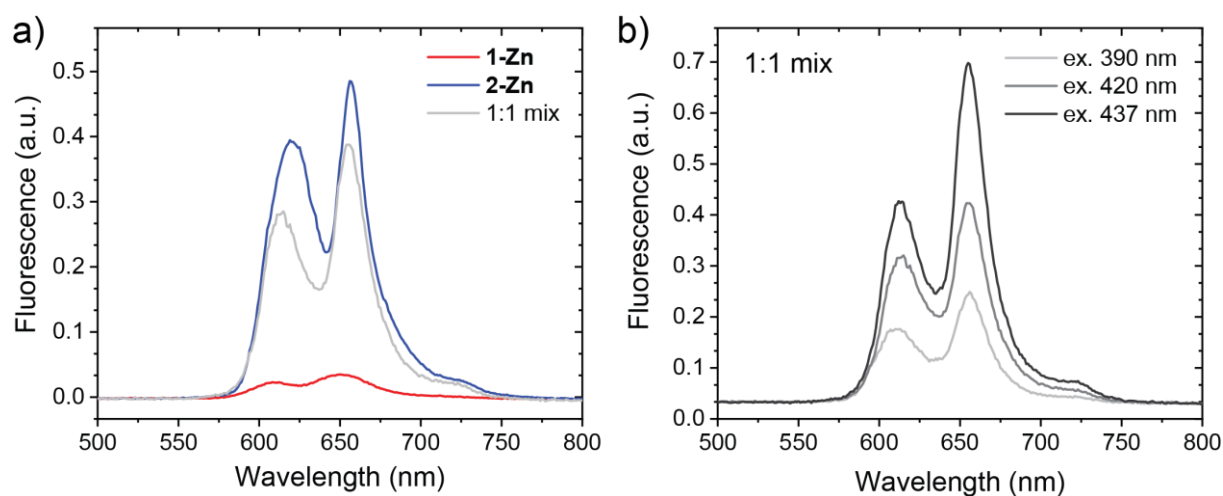 a)
1-Zn
2-Zn
1:1 mix
Fluorescence (a.u.)
0.5
0.4
0.3
0.2
0.1
0.0
500 550 600 650 700 750 800
Wavelength (nm)
b)
1:1 mix
ex. 390 nm
ex. 420 nm
ex. 437 nm
Fluorescence (a.u.)
0.7
0.6
0.5
0.4
0.3
0.2
0.1
0.0
500 550 600 650 700 750 800
Wavelength (nm)